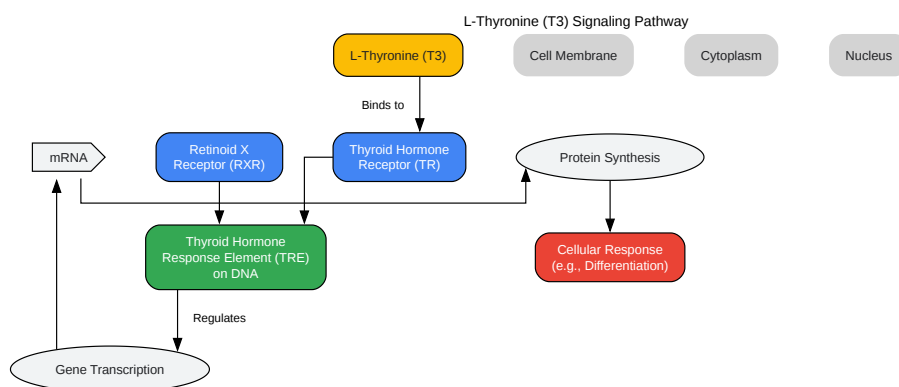 L-Thyronine (T3) Signaling Pathway
L-Thyronine (T3)
Cell Membrane
Cytoplasm
Nucleus
Binds to
mRNA
Retinoid X
Receptor (RXR)
Thyroid Hormone
Receptor (TR)
Protein Synthesis
Thyroid Hormone
Response Element (TRE)
on DNA
Cellular Response
(e.g., Differentiation)
Regulates
Gene Transcription